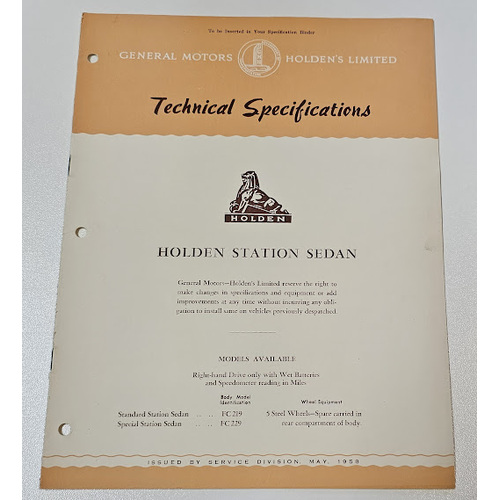 To be Inserted in Your Specification Binder
GENERAL MOTORS HOLDEN'S LIMITED
Technical Specifications
HOLDEN
HOLDEN STATION SEDAN
General Motors—Holden's Limited reserve the right to
make changes in specifications and equipment or add
improvements at any time without incurring any obli-
gation to install same on vehicles previously despatched.
MODELS AVAILABLE
Right-hand Drive only with Wet Batteries
and Speedometer reading in Miles
Body Model
Identification
Wheel Equipment
Standard Station Sedan .. .. FC 219
Special Station Sedan .. .. FC 229
5 Steel Wheels—Spare carried in
rear compartment of body.
ISSUED BY SERVICE DIVISION, MAY, 1958